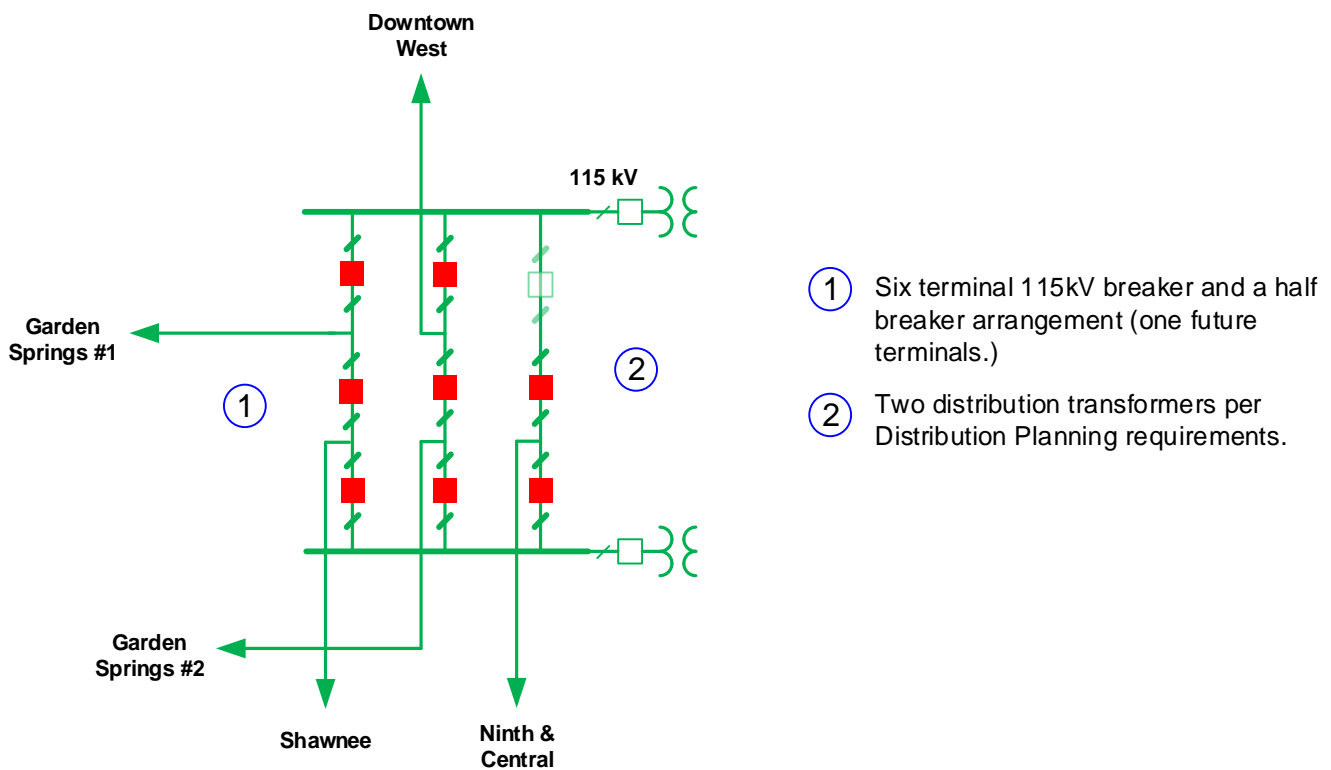 Downtown
West
115 kV
Garden
Springs #1
1
2
Garden
Springs #2
Shawnee
Ninth &
Central
1
Six terminal 115kV breaker and a half
breaker arrangement (one future
terminals.)
2
Two distribution transformers per
Distribution Planning requirements.